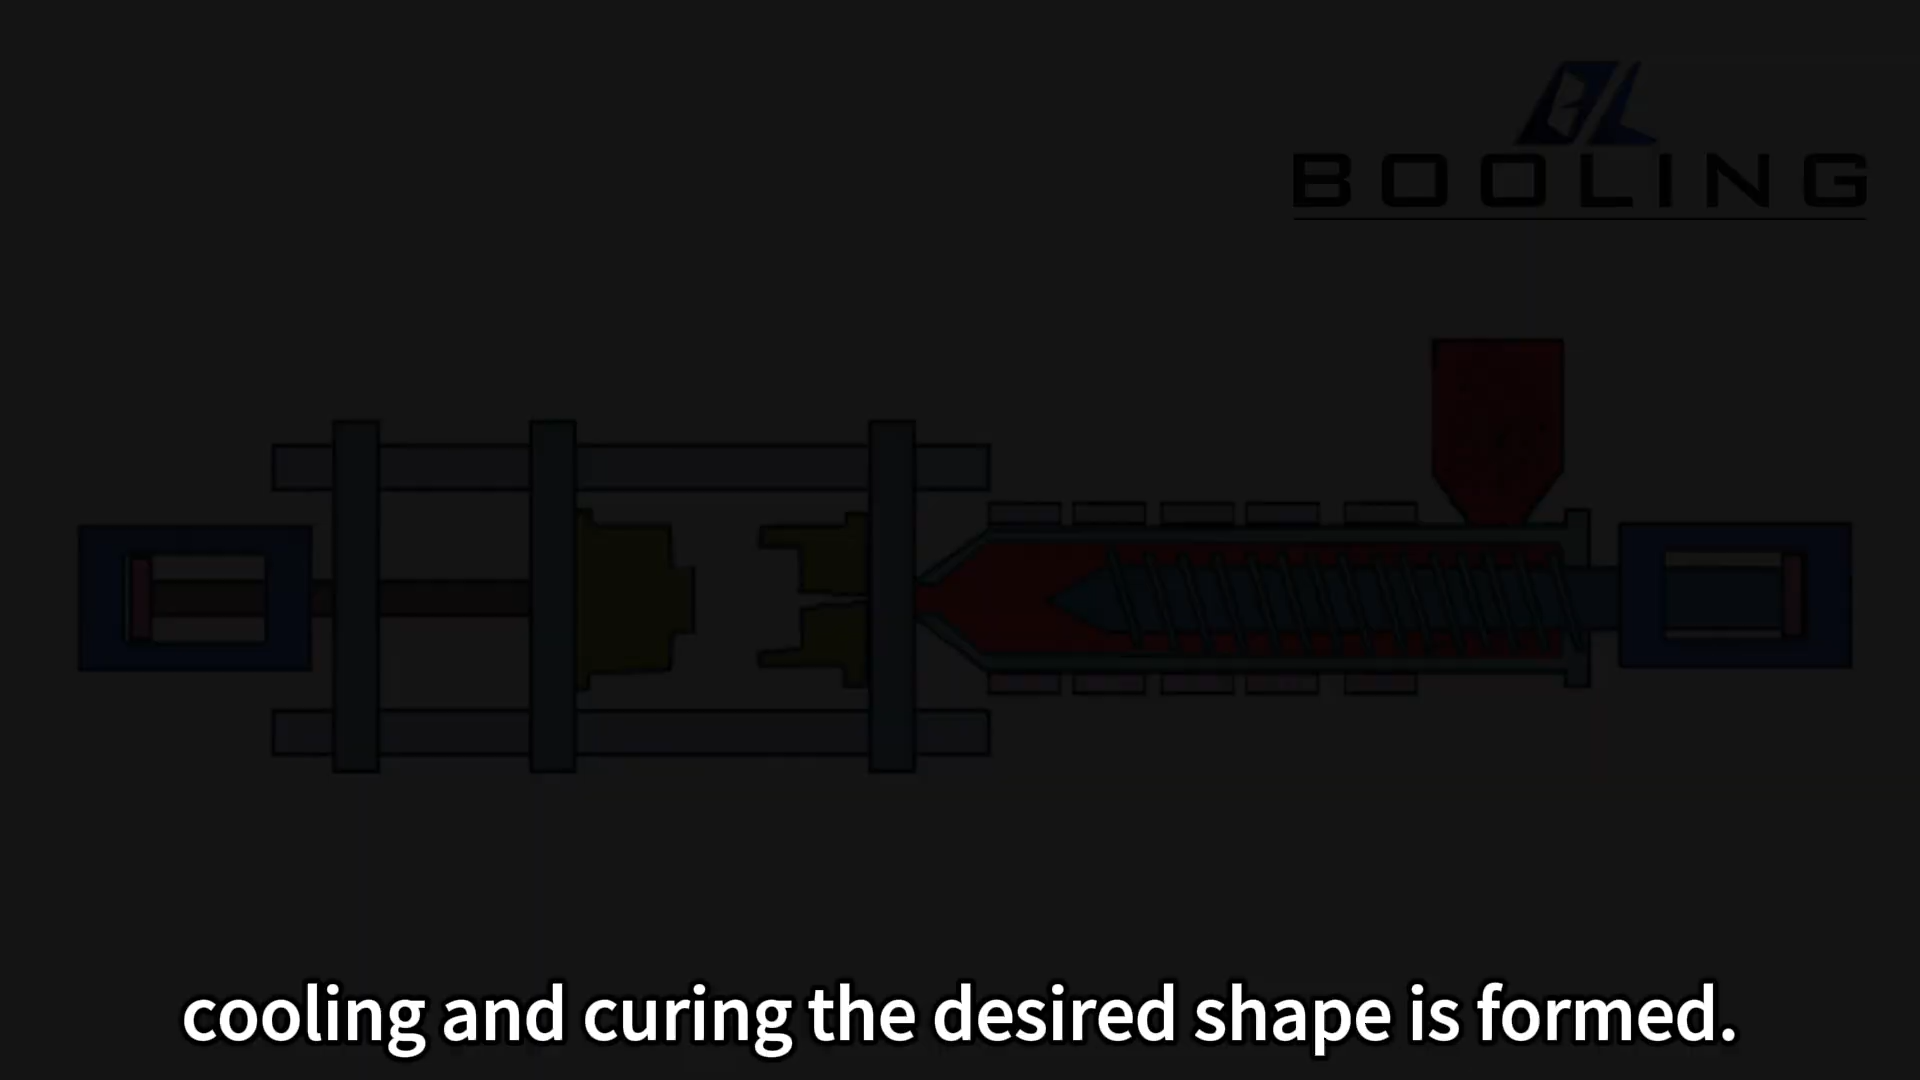 BOOLING
cooling and curing the desired shape is formed.